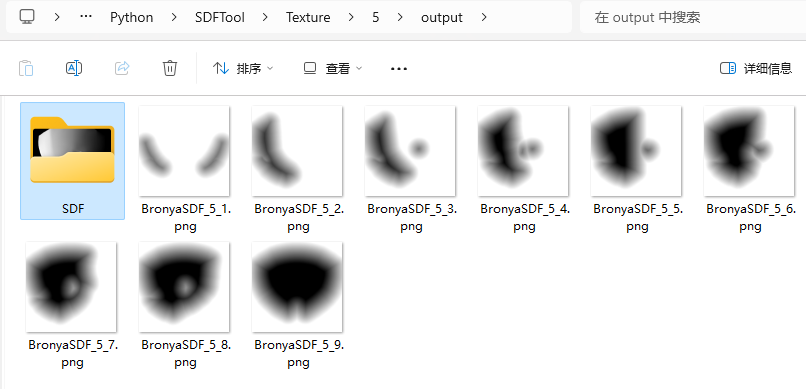 Python
SDFTool
Texture
5
output
在 output 中搜索
排序
查看
详细信息
SDF
BronyaSDF_5_1.
png
BronyaSDF_5_2.
png
BronyaSDF_5_3.
png
BronyaSDF_5_4.
png
BronyaSDF_5_5.
png
BronyaSDF_5_6.
png
BronyaSDF_5_7.
png
BronyaSDF_5_8.
png
BronyaSDF_5_9.
png